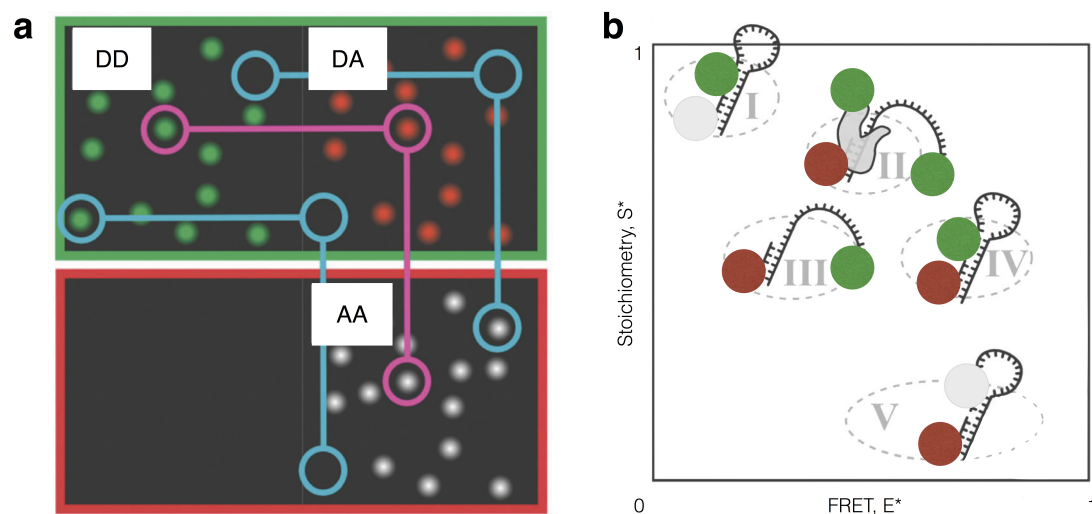 a
DD
DA
AA
b
1
I
II
III
IV
V
Stoichiometry, S*
0
FRET, E*